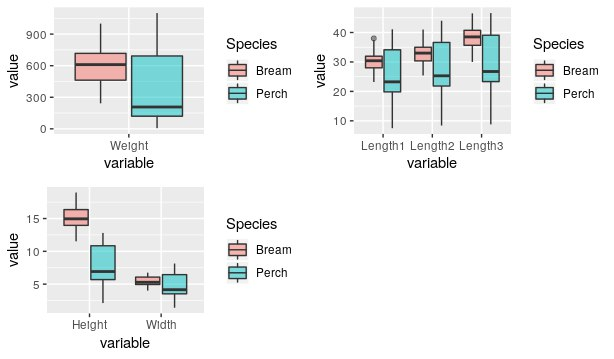 value
900
600
300
0
Weight
variable
Species
Bream
Perch
value
40
30
20
10
Length1 Length2 Length3
variable
Species
Bream
Perch
value
15
10
5
Height Width
variable
Species
Bream
Perch